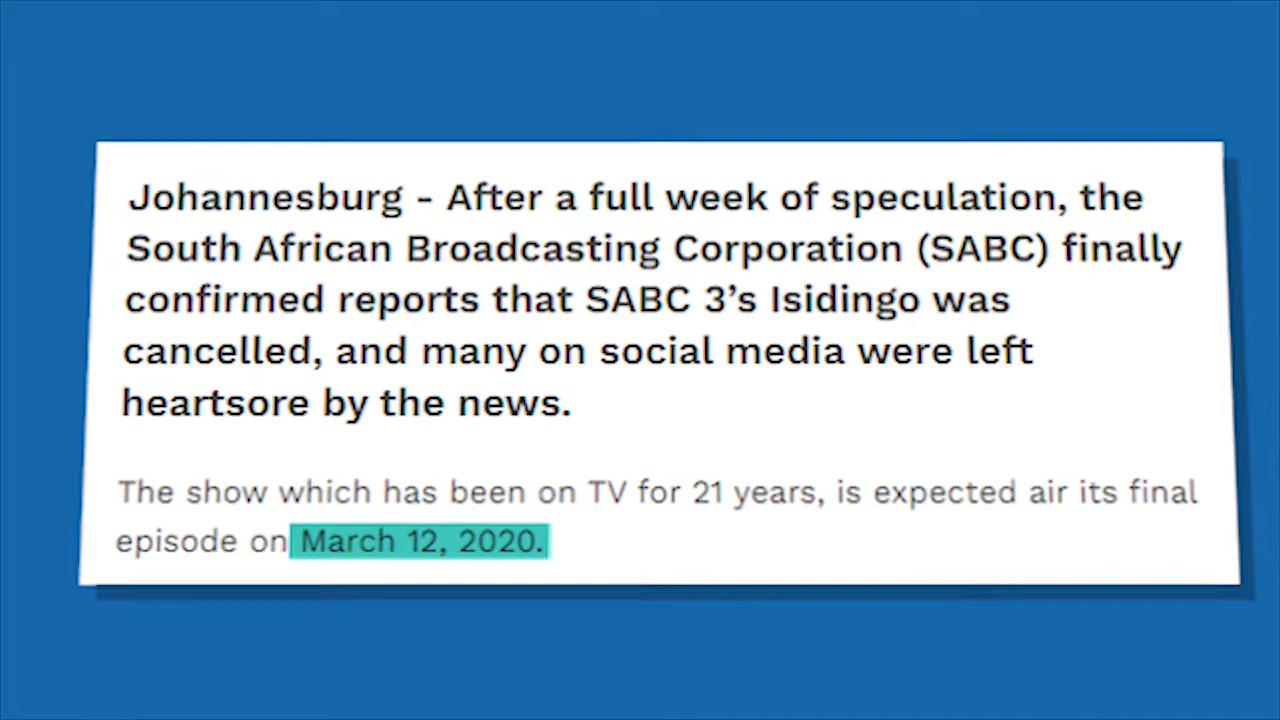 Johannesburg - After a full week of speculation, the
South African Broadcasting Corporation (SABC) finally
confirmed reports that SABC 3’s Isidingo was
cancelled, and many on social media were left
heartsore by the news.
The show which has been on TV for 21 years, is expected air its final
episode on March 12, 2020.